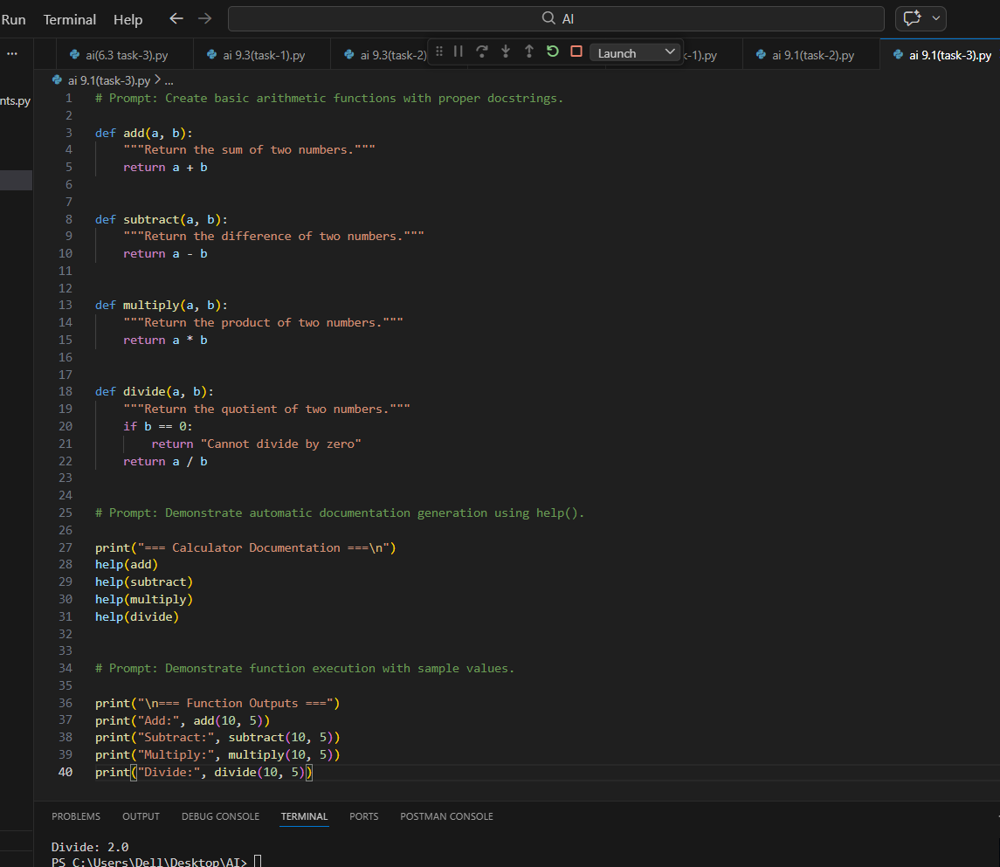 Run Terminal Help AI
ai(6.3 task-3).py ai 9.3(task-1).py ai 9.3(task-2) Launch k-1).py ai 9.1(task-2).py ai 9.1(task-3).py
nts.py
ai 9.1(task-3).py > ...
1 # Prompt: Create basic arithmetic functions with proper docstrings.
2
3 def add(a, b):
4     """Return the sum of two numbers."""
5     return a + b
6
7
8 def subtract(a, b):
9     """Return the difference of two numbers."""
10     return a - b
11
12
13 def multiply(a, b):
14     """Return the product of two numbers."""
15     return a * b
16
17
18 def divide(a, b):
19     """Return the quotient of two numbers."""
20     if b == 0:
21         return "Cannot divide by zero"
22     return a / b
23
24
25 # Prompt: Demonstrate automatic documentation generation using help().
26
27 print("=== Calculator Documentation ===\n")
28 help(add)
29 help(subtract)
30 help(multiply)
31 help(divide)
32
33
34 # Prompt: Demonstrate function execution with sample values.
35
36 print("\n=== Function Outputs ===")
37 print("Add:", add(10, 5))
38 print("Subtract:", subtract(10, 5))
39 print("Multiply:", multiply(10, 5))
40 print("Divide:", divide(10, 5))
PROBLEMS OUTPUT DEBUG CONSOLE TERMINAL PORTS POSTMAN CONSOLE
Divide: 2.0
PS C:\Users\Dell\Desktop\AI>